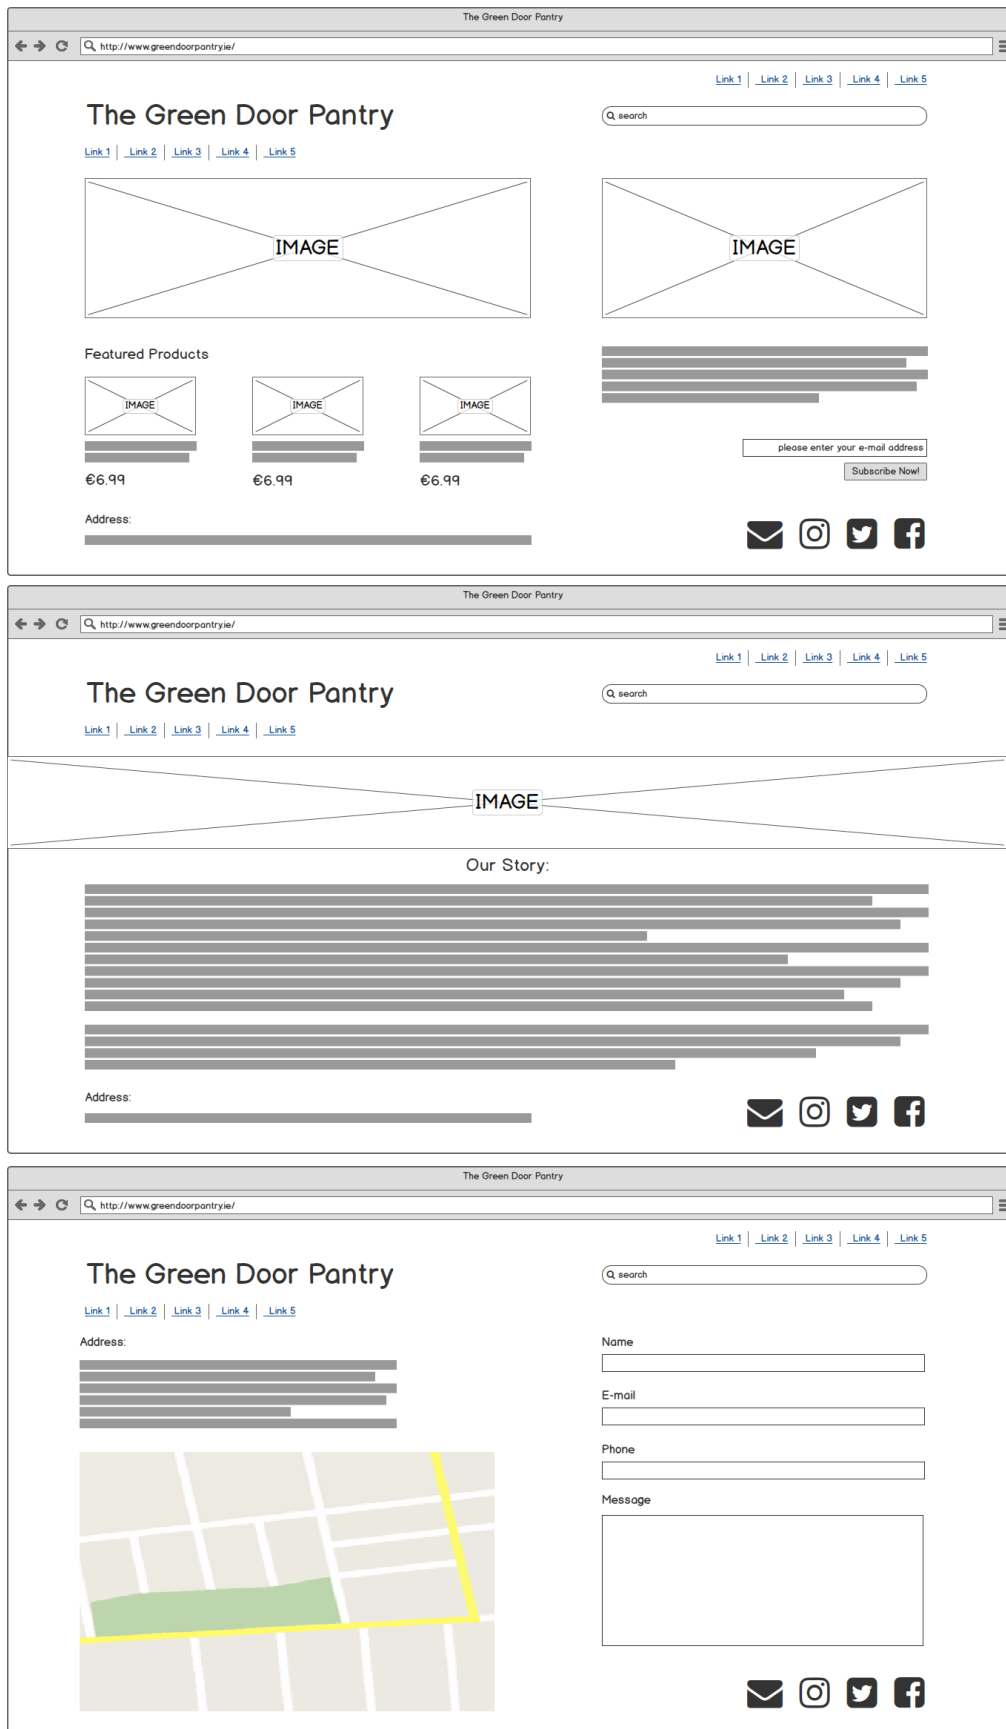 The Green Door Pantry
http://www.greendoorpantry.ie/
Link 1 | Link 2 | Link 3 | Link 4 | Link 5
The Green Door Pantry
search
Link 1 | Link 2 | Link 3 | Link 4 | Link 5
IMAGE
IMAGE
Featured Products
IMAGE IMAGE IMAGE
€6.99 €6.99 €6.99
please enter your e-mail address
Subscribe Now!
Address:
The Green Door Pantry
http://www.greendoorpantry.ie/
Link 1 | Link 2 | Link 3 | Link 4 | Link 5
The Green Door Pantry
search
Link 1 | Link 2 | Link 3 | Link 4 | Link 5
IMAGE
Our Story:
Address:
The Green Door Pantry
http://www.greendoorpantry.ie/
Link 1 | Link 2 | Link 3 | Link 4 | Link 5
The Green Door Pantry
search
Link 1 | Link 2 | Link 3 | Link 4 | Link 5
Address:
Name
E-mail
Phone
Message